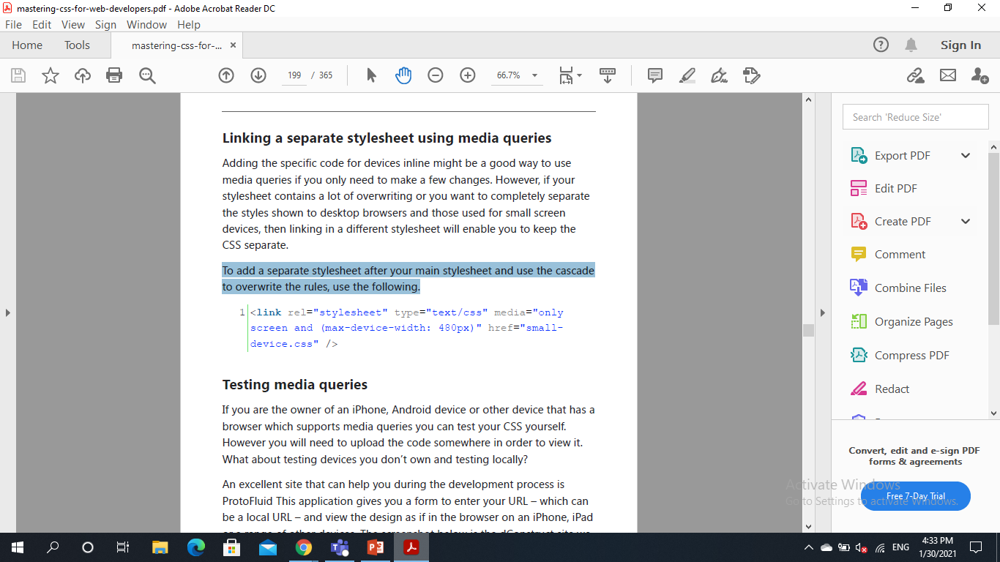 mastering-css-for-web-developers.pdf - Adobe Acrobat Reader DC
File Edit View Sign Window Help
Home Tools mastering-css-for-... × Sign In
199 / 365 66.7%
Linking a separate stylesheet using media queries
Adding the specific code for devices inline might be a good way to use
media queries if you only need to make a few changes. However, if your
stylesheet contains a lot of overwriting or you want to completely separate
the styles shown to desktop browsers and those used for small screen
devices, then linking in a different stylesheet will enable you to keep the
CSS separate.
To add a separate stylesheet after your main stylesheet and use the cascade
to overwrite the rules, use the following.
1 <link rel="stylesheet" type="text/css" media="only
screen and (max-device-width: 480px)" href="small-
device.css" />
Testing media queries
If you are the owner of an iPhone, Android device or other device that has a
browser which supports media queries you can test your CSS yourself.
However you will need to upload the code somewhere in order to view it.
What about testing devices you don't own and testing locally?
An excellent site that can help you during the development process is
ProtoFluid This application gives you a form to enter your URL – which can
be a local URL – and view the design as if in the browser on an iPhone, iPad
Search 'Reduce Size'
Export PDF
Edit PDF
Create PDF
Comment
Combine Files
Organize Pages
Compress PDF
Redact
Convert, edit and e-sign PDF
forms & agreements
Free 7-Day Trial
Activate Windows
Go to Settings to activate Windows.
ENG
4:33 PM
1/30/2021